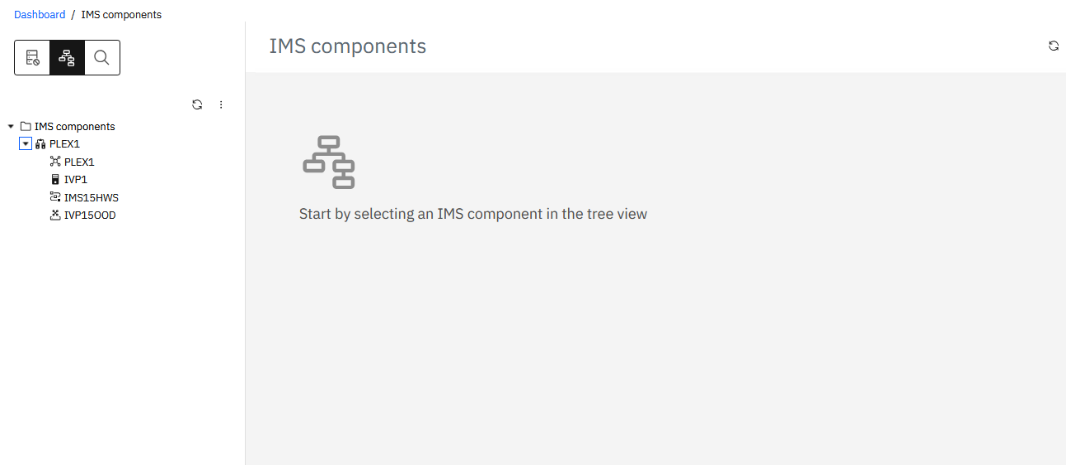 Dashboard / IMS components
IMS components
IMS components
PLEX1
PLEX1
IVP1
IMS15HWS
IVP15OOD
Start by selecting an IMS component in the tree view